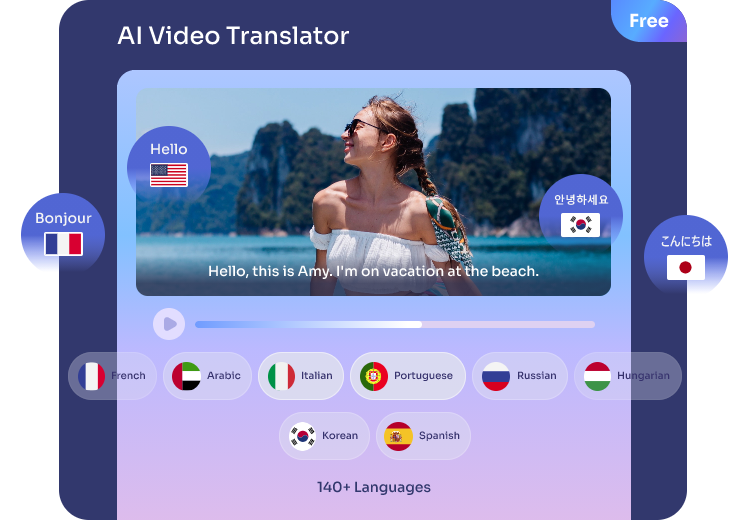 AI Video Translator
Free
Hello
안녕하세요
Bonjour
こんにちは
Hello, this is Amy. I'm on vacation at the beach.
French
Arabic
Italian
Portuguese
Russian
Hungarian
Korean
Spanish
140+ Languages